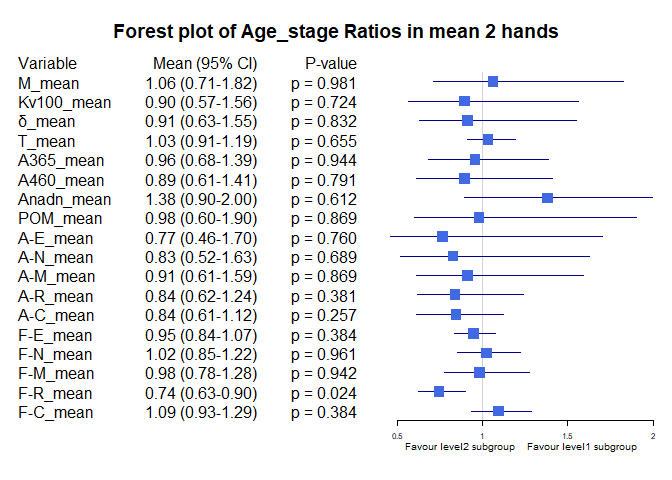 Forest plot of Age_stage Ratios in mean 2 hands
Variable Mean (95% CI) P-value
M_mean 1.06 (0.71-1.82) p = 0.981
Kv100_mean 0.90 (0.57-1.56) p = 0.724
δ_mean 0.91 (0.63-1.55) p = 0.832
T_mean 1.03 (0.91-1.19) p = 0.655
A365_mean 0.96 (0.68-1.39) p = 0.944
A460_mean 0.89 (0.61-1.41) p = 0.791
Anadn_mean 1.38 (0.90-2.00) p = 0.612
POM_mean 0.98 (0.60-1.90) p = 0.869
A-E_mean 0.77 (0.46-1.70) p = 0.760
A-N_mean 0.83 (0.52-1.63) p = 0.689
A-M_mean 0.91 (0.61-1.59) p = 0.869
A-R_mean 0.84 (0.62-1.24) p = 0.381
A-C_mean 0.84 (0.61-1.12) p = 0.257
F-E_mean 0.95 (0.84-1.07) p = 0.384
F-N_mean 1.02 (0.85-1.22) p = 0.961
F-M_mean 0.98 (0.78-1.28) p = 0.942
F-R_mean 0.74 (0.63-0.90) p = 0.024
F-C_mean 1.09 (0.93-1.29) p = 0.384
0.5 1 1.5 2
Favour level2 subgroup Favour level1 subgroup